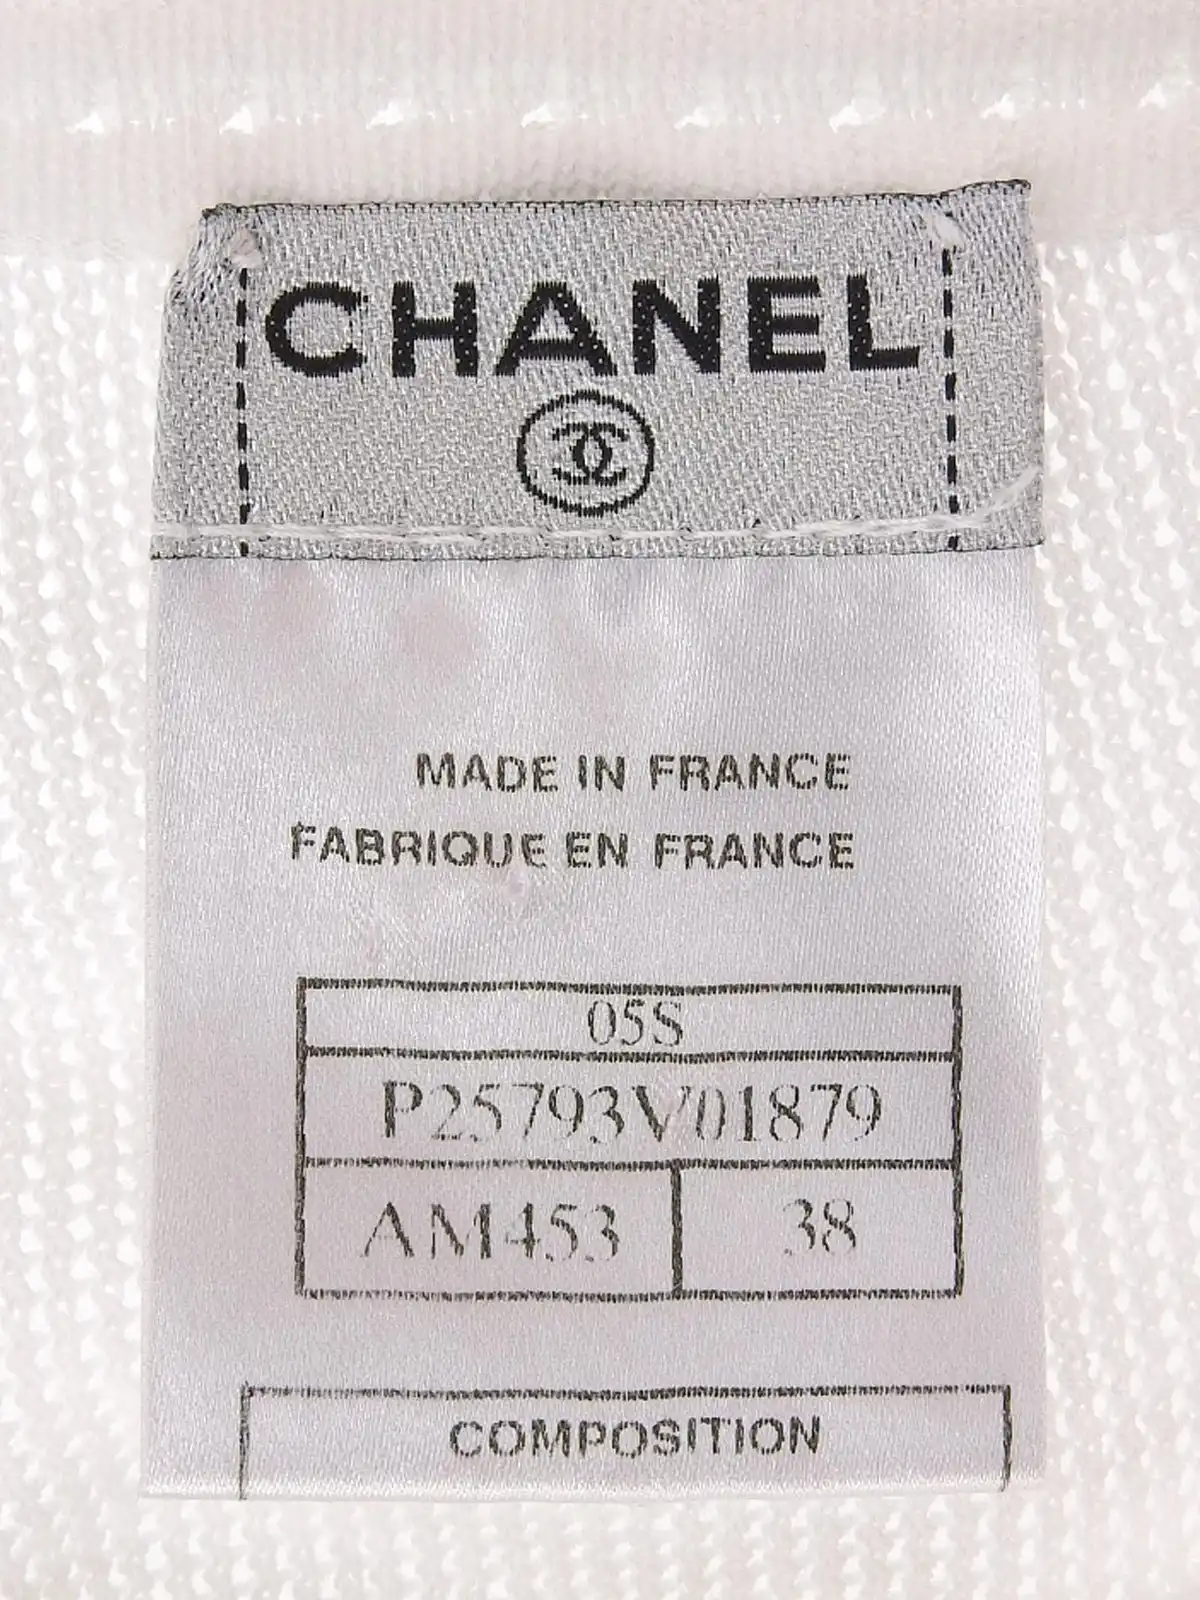 CHANEL
MADE IN FRANCE
FABRIQUE EN FRANCE
05S
P25793V01879
AM453 38
COMPOSITION